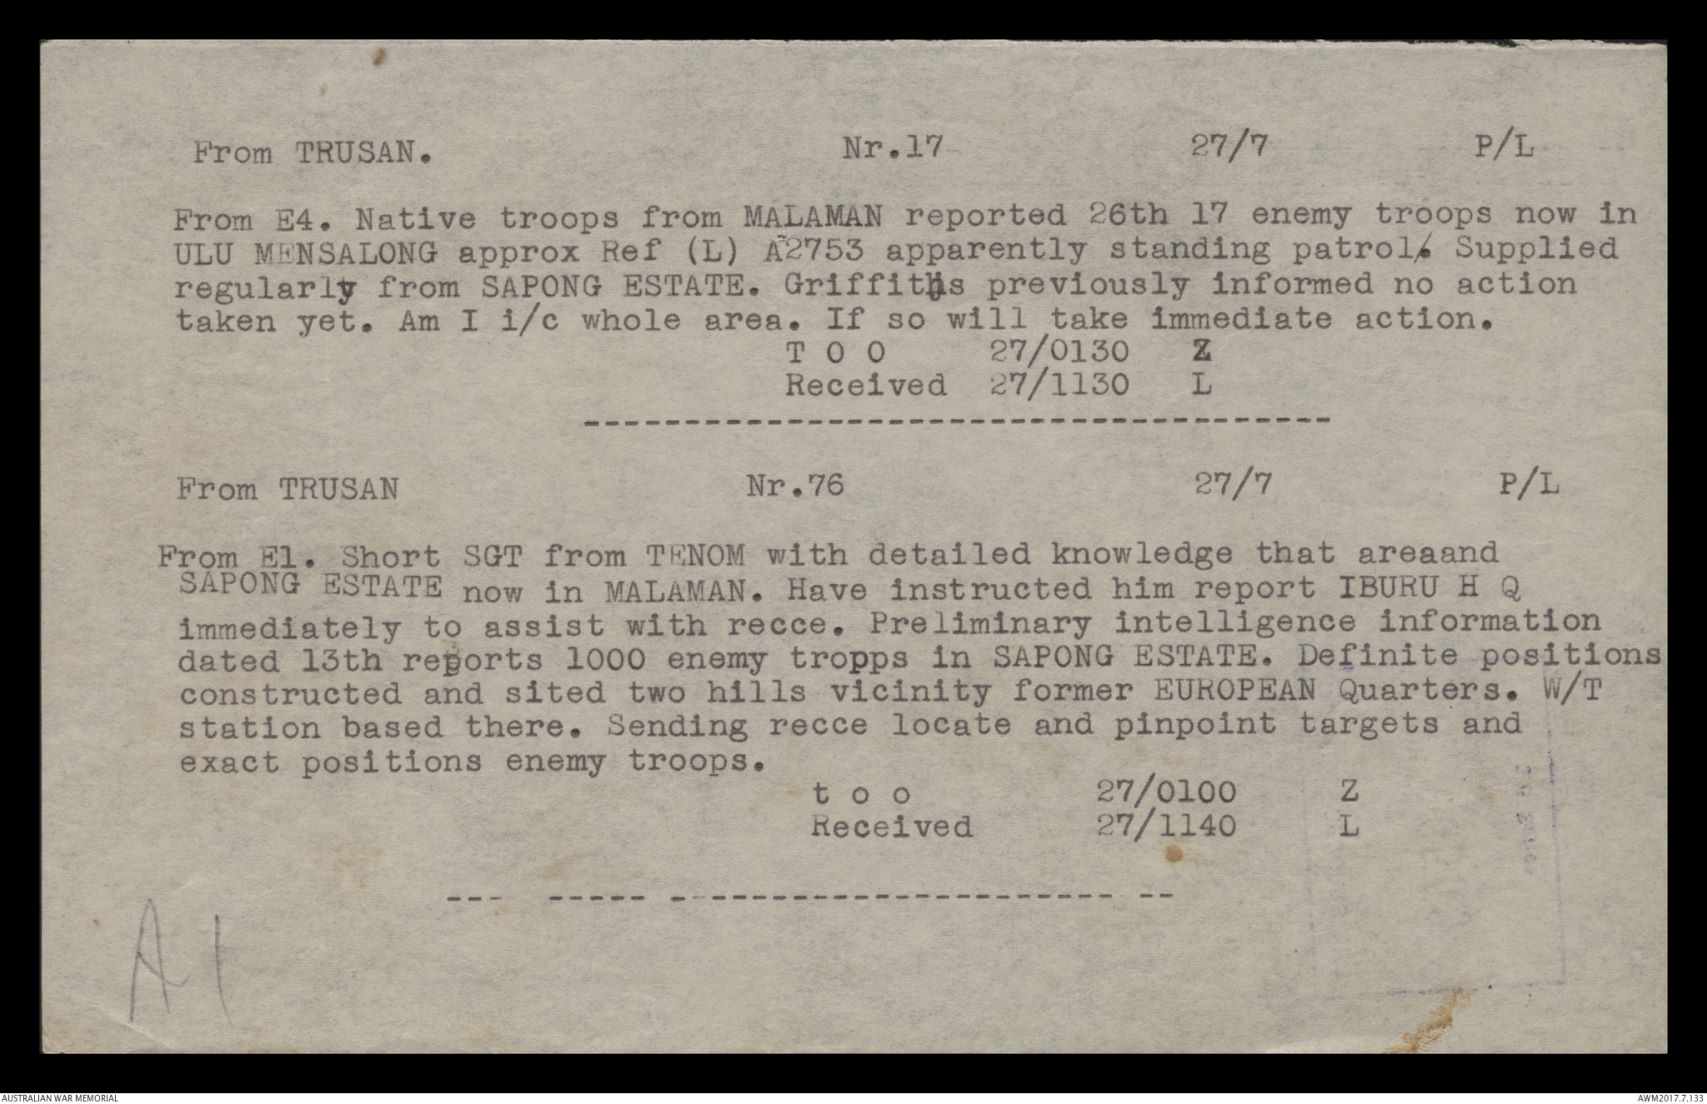 From TRUSAN. Nr.17 27/7 P/L
From E4. Native troops from MALAMAN reported 26th 17 enemy troops now in
ULU MENSALONG approx Ref (L) A2753 apparently standing patrol. Supplied
regularly from SAPONG ESTATE. Griffiths previously informed no action
taken yet. Am I i/c whole area. If so will take immediate action.
T O O 27/0130 Z
Received 27/1130 L
-------------------------------------
From TRUSAN Nr.76 27/7 P/L
From E1. Short SGT from TENOM with detailed knowledge that areaand
SAPONG ESTATE now in MALAMAN. Have instructed him report IBURU H Q
immediately to assist with recce. Preliminary intelligence information
dated 13th reports 1000 enemy tropps in SAPONG ESTATE. Definite positions
constructed and sited two hills vicinity former EUROPEAN Quarters. W/T
station based there. Sending recce locate and pinpoint targets and
exact positions enemy troops.
t o o 27/0100 Z
Received 27/1140 L
--- ----- - -------------------- --
A1
AUSTRALIAN WAR MEMORIAL AWM2017.7.133